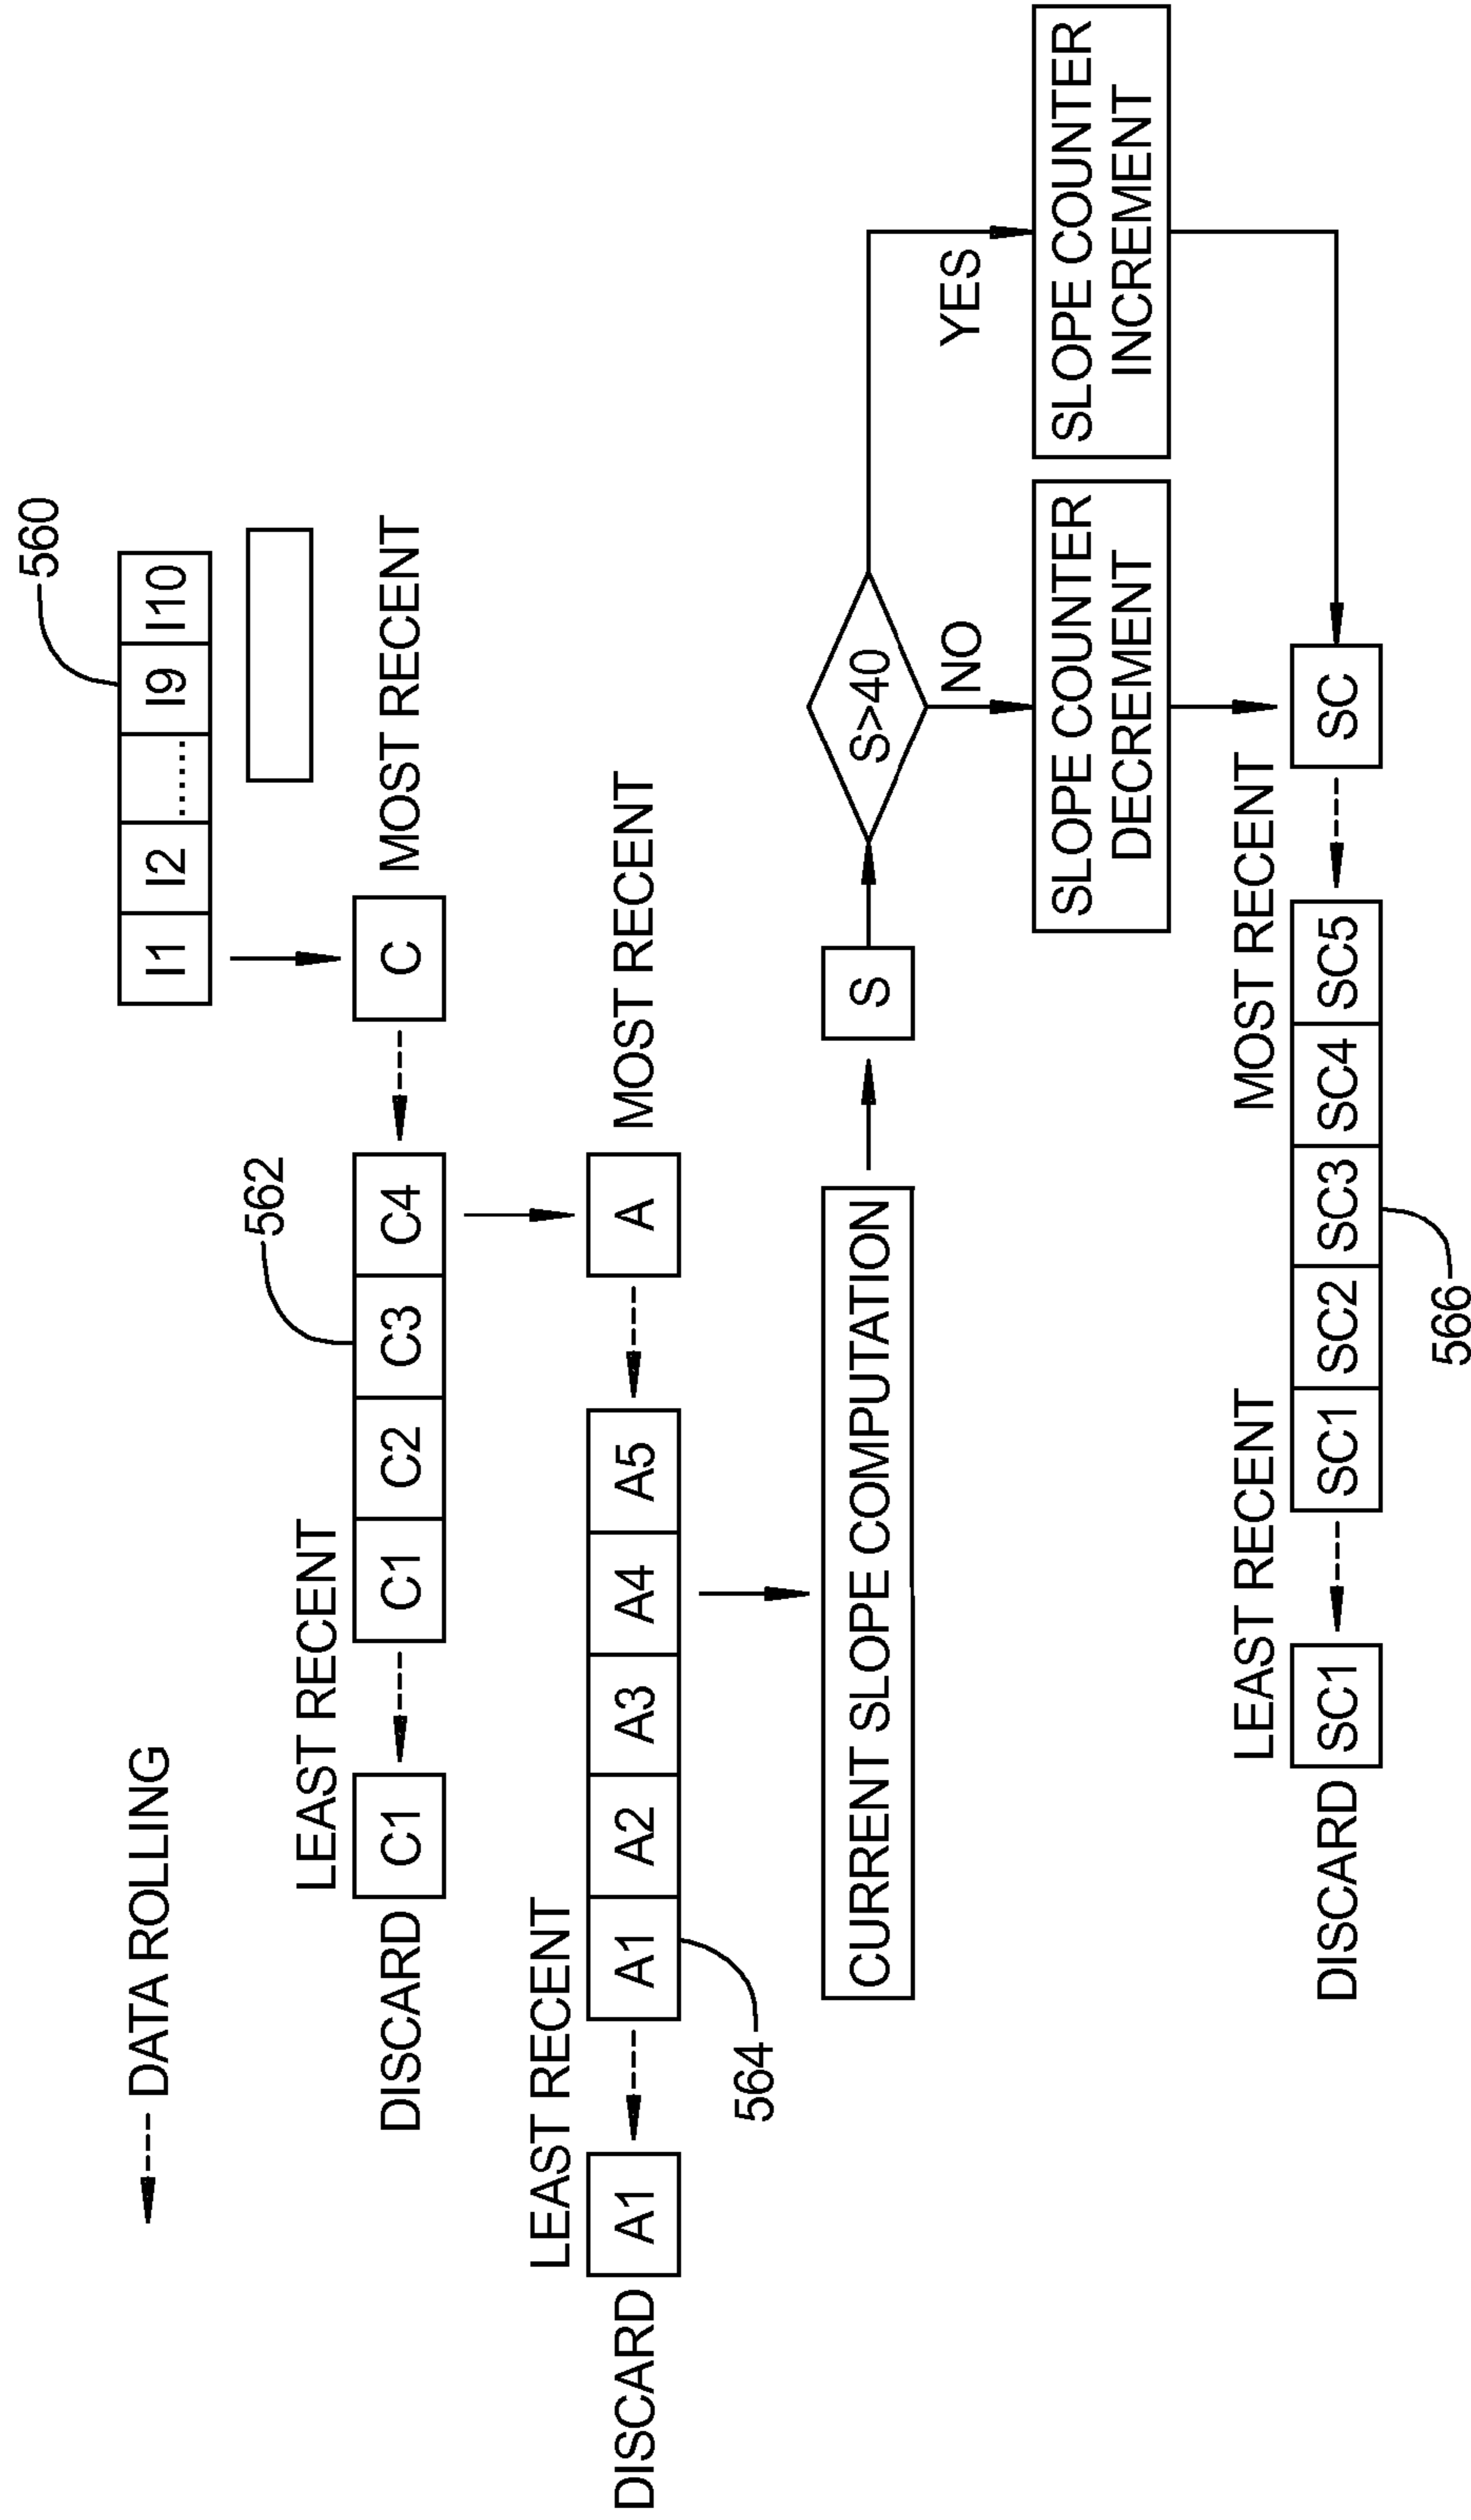 560
DATA ROLLING
I1 I2 ...... I9 I10
562
LEAST RECENT
MOST RECENT
DISCARD C1 C1 C2 C3 C4 C
LEAST RECENT
MOST RECENT
DISCARD A1 A1 A2 A3 A4 A5 A
564
CURRENT SLOPE COMPUTATION
S
S>40
NO
YES
SLOPE COUNTER
DECREMENT
SLOPE COUNTER
INCREMENT
LEAST RECENT
MOST RECENT
DISCARD SC1 SC1 SC2 SC3 SC4 SC5 SC
566